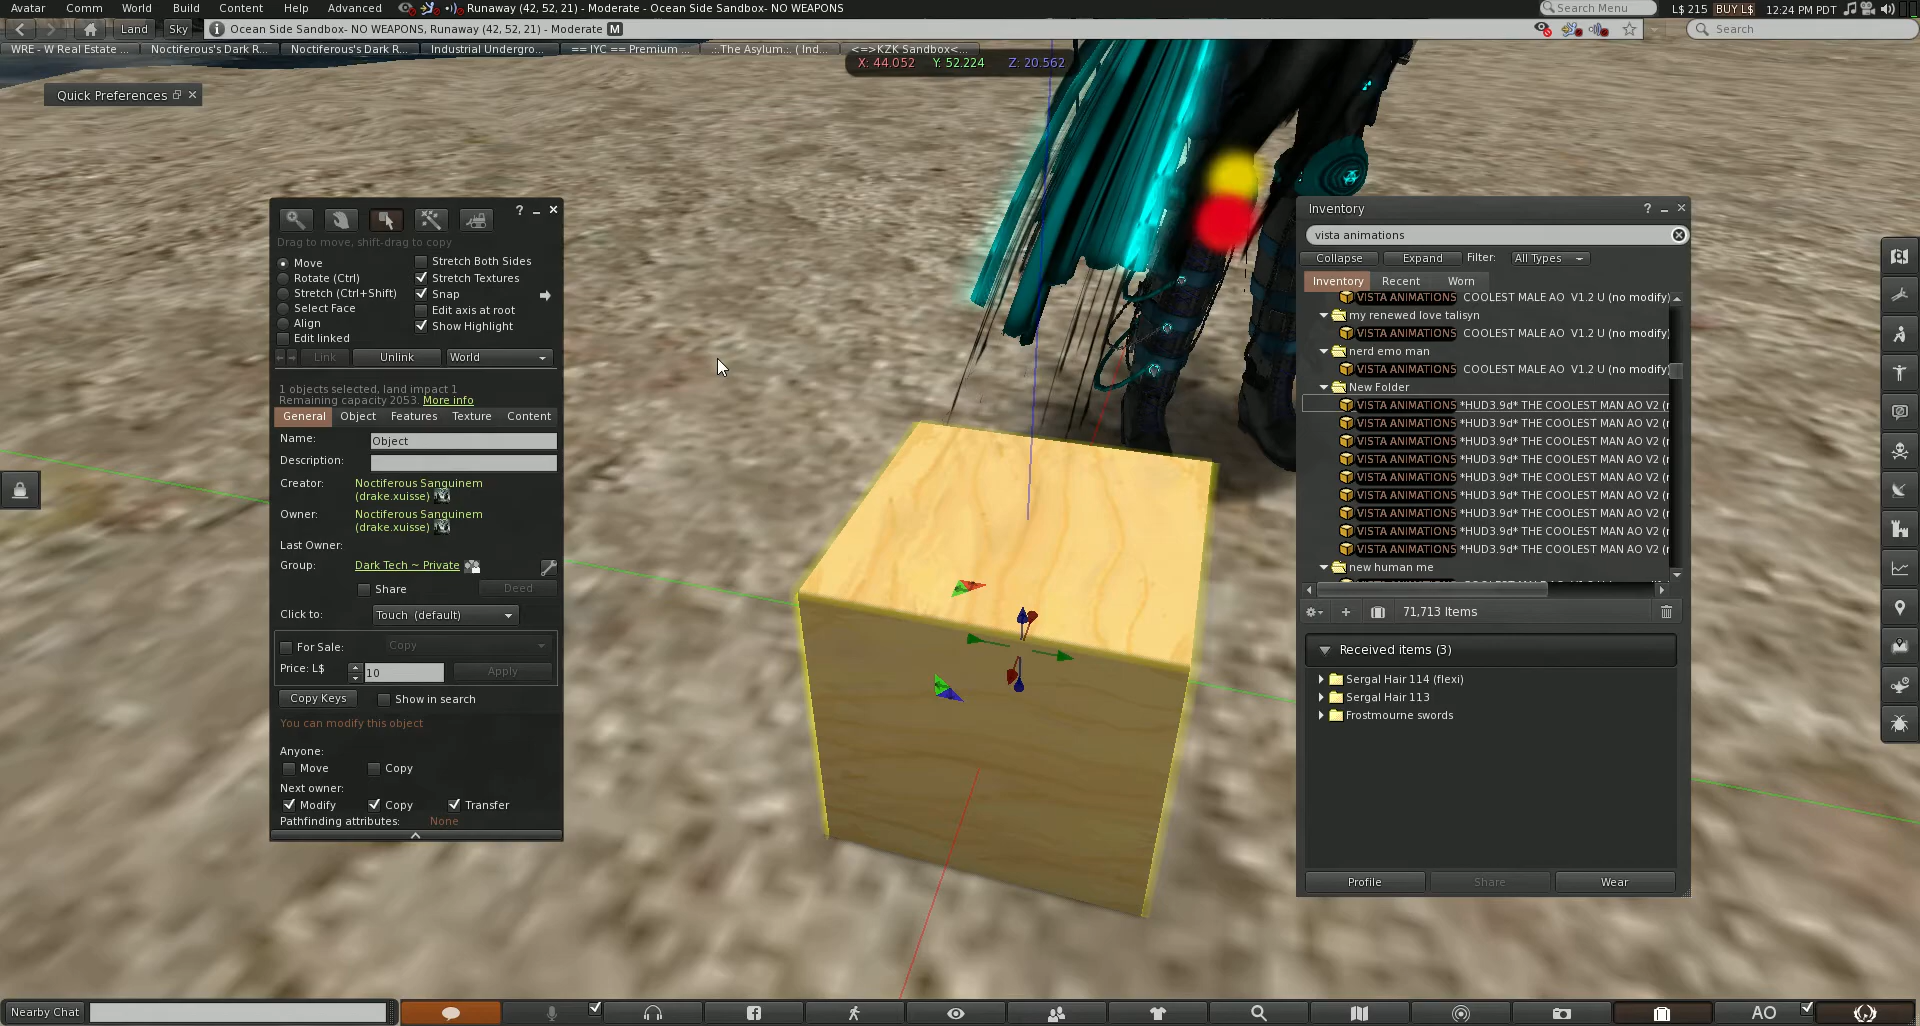 Avatar Comm World Build Content Help Advanced Runaway (42, 52, 21) - Moderate - Ocean Side Sandbox- NO WEAPONS Search Menu L$ 215 BUY L$ 12:24 PM PDT
Land Sky Ocean Side Sandbox- NO WEAPONS, Runaway (42, 52, 21) - Moderate M Search
WRE - W Real Estate ... Noctiferous's Dark R... Noctiferous's Dark R... Industrial Undergro... == IYC == Premium ... .:.The Asylum.:. ( Ind... <=>KZK Sandbox<...
X: 44.052 Y: 52.224 Z: 20.562
Quick Preferences
Drag to move, shift-drag to copy
Move
Rotate (Ctrl)
Stretch (Ctrl+Shift)
Select Face
Align
Edit linked
Stretch Both Sides
Stretch Textures
Snap
Edit axis at root
Show Highlight
Link Unlink World
1 objects selected, land impact 1
Remaining capacity 2053. More info
General Object Features Texture Content
Name: Object
Description:
Creator: Noctiferous Sanguinem
(drake.xuisse)
Owner: Noctiferous Sanguinem
(drake.xuisse)
Last Owner:
Group: Dark Tech ~ Private
Share Deed
Click to: Touch (default)
For Sale: Copy
Price: L$ 10 Apply
Copy Keys Show in search
You can modify this object
Anyone:
Move Copy
Next owner:
Modify Copy Transfer
Pathfinding attributes: None
Inventory
vista animations
Collapse Expand Filter: All Types
Inventory Recent Worn
VISTA ANIMATIONS COOLEST MALE AO V1.2 U (no modify)
my renewed love talisyn
VISTA ANIMATIONS COOLEST MALE AO V1.2 U (no modify)
nerd emo man
VISTA ANIMATIONS COOLEST MALE AO V1.2 U (no modify)
New Folder
VISTA ANIMATIONS *HUD3.9d* THE COOLEST MAN AO V2 (
VISTA ANIMATIONS *HUD3.9d* THE COOLEST MAN AO V2 (
VISTA ANIMATIONS *HUD3.9d* THE COOLEST MAN AO V2 (
VISTA ANIMATIONS *HUD3.9d* THE COOLEST MAN AO V2 (
VISTA ANIMATIONS *HUD3.9d* THE COOLEST MAN AO V2 (
VISTA ANIMATIONS *HUD3.9d* THE COOLEST MAN AO V2 (
VISTA ANIMATIONS *HUD3.9d* THE COOLEST MAN AO V2 (
VISTA ANIMATIONS *HUD3.9d* THE COOLEST MAN AO V2 (
VISTA ANIMATIONS *HUD3.9d* THE COOLEST MAN AO V2 (
new human me
71,713 Items
Received items (3)
Sergal Hair 114 (flexi)
Sergal Hair 113
Frostmourne swords
Profile Share Wear
Nearby Chat AO